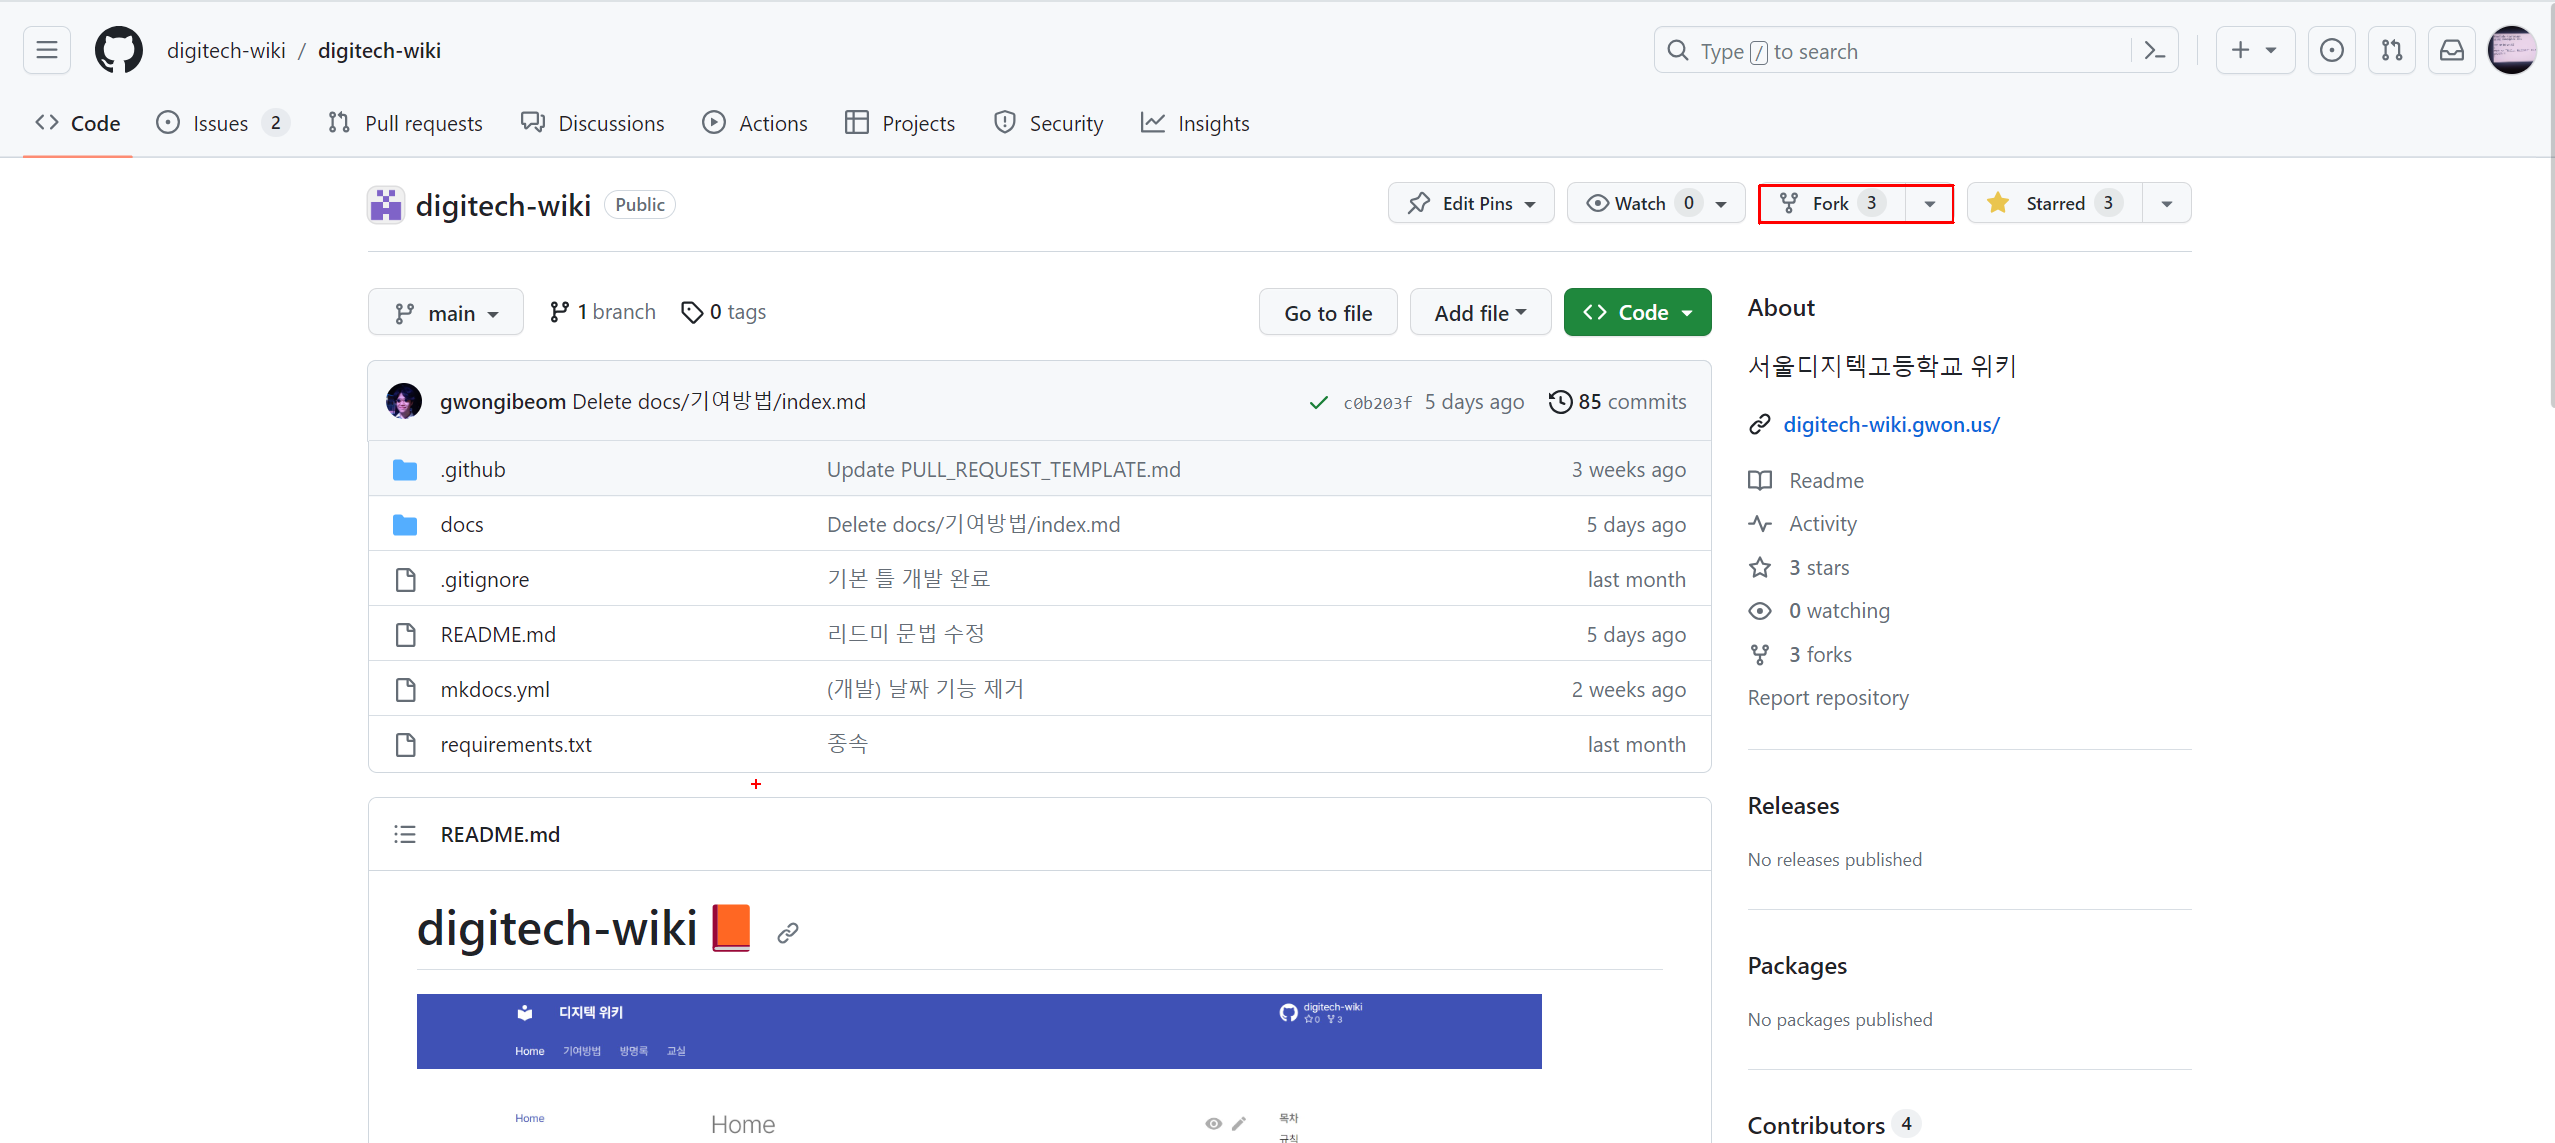 digitech-wiki / digitech-wiki
Type / to search
Code
Issues 2
Pull requests
Discussions
Actions
Projects
Security
Insights
digitech-wiki Public
Edit Pins
Watch 0
Fork 3
Starred 3
main
1 branch
0 tags
Go to file
Add file
Code
gwongibeom Delete docs/기여방법/index.md
c0b203f 5 days ago
85 commits
.github Update PULL_REQUEST_TEMPLATE.md 3 weeks ago
docs Delete docs/기여방법/index.md 5 days ago
.gitignore 기본 틀 개발 완료 last month
README.md 리드미 문법 수정 5 days ago
mkdocs.yml (개발) 날짜 기능 제거 2 weeks ago
requirements.txt 종속 last month
README.md
digitech-wiki
디지텍 위키
digitech-wiki
0 3
Home 기여방법 방명록 교실
Home
Home
목차
규칙
About
서울디지텍고등학교 위키
digitech-wiki.gwon.us/
Readme
Activity
3 stars
0 watching
3 forks
Report repository
Releases
No releases published
Packages
No packages published
Contributors 4